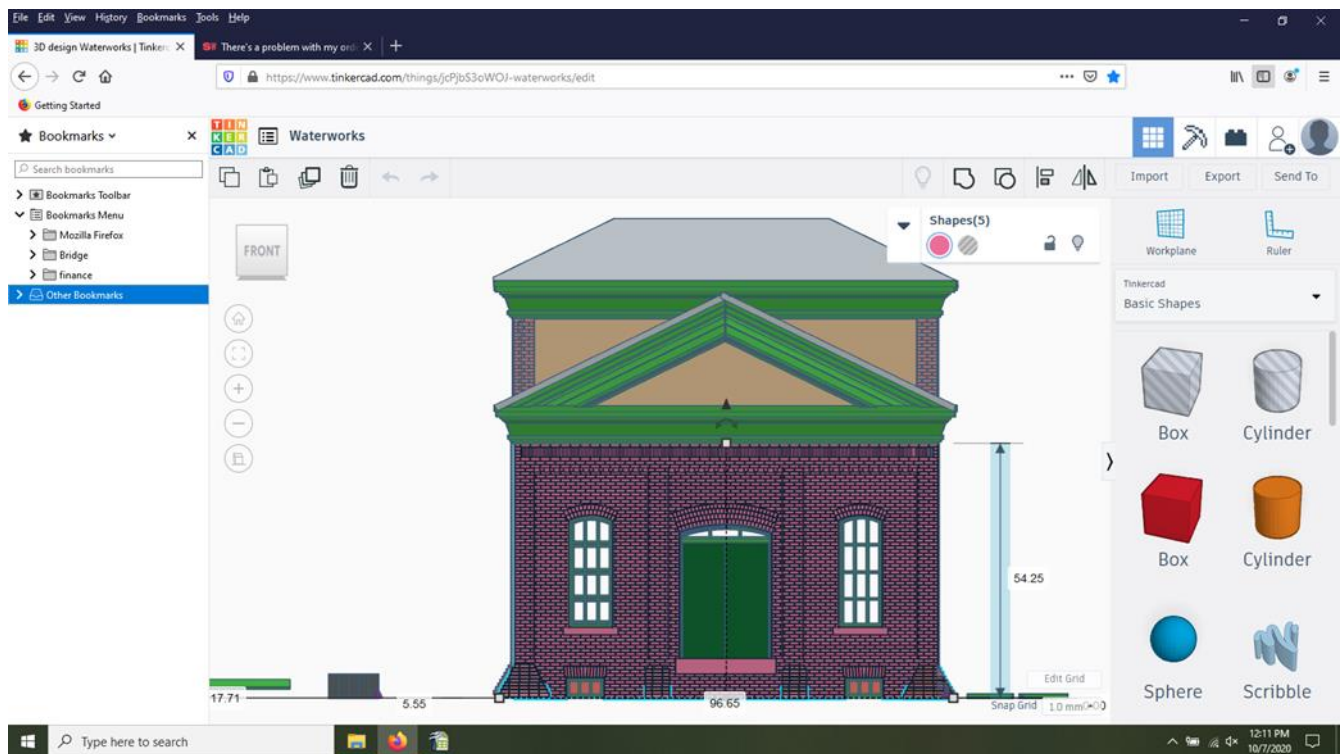 File Edit View History Bookmarks Tools Help
3D design Waterworks | Tinker
There's a problem with my ord
https://www.tinkercad.com/things/jcPjbS3oWOJ-waterworks/edit
Getting Started
Bookmarks
Search bookmarks
Bookmarks Toolbar
Bookmarks Menu
Mozilla Firefox
Bridge
finance
Other Bookmarks
TIN
KER
CAD
Waterworks
Import Export Send To
Shapes(5)
FRONT
Workplane Ruler
Tinkercad
Basic Shapes
Box Cylinder
Box Cylinder
Sphere Scribble
54.25
17.71
5.55
96.65
Edit Grid
Snap Grid 1.0 mm
Type here to search
12:11 PM
10/7/2020